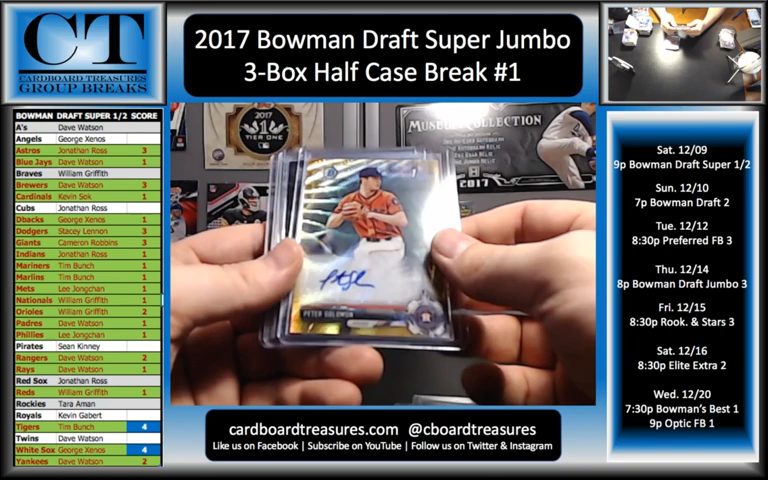 CT
CARDBOARD TREASURES
GROUP BREAKS
2017 Bowman Draft Super Jumbo
3-Box Half Case Break #1
BOWMAN DRAFT SUPER 1/2 SCORE
A's Dave Watson
Angels George Xenos
Astros Jonathan Ross 3
Blue Jays Dave Watson 1
Braves William Griffith
Brewers Dave Watson 3
Cardinals Kevin Sok 1
Cubs Jonathan Ross
Dbacks George Xenos 1
Dodgers Stacey Lennon 3
Giants Cameron Robbins 3
Indians Jonathan Ross 1
Mariners Tim Bunch 1
Marlins Tim Bunch 1
Mets Lee Jongchan 1
Nationals William Griffith 1
Orioles William Griffith 2
Padres Dave Watson 1
Phillies Lee Jongchan 1
Pirates Sean Kinney
Rangers Dave Watson 2
Rays Dave Watson 1
Red Sox Jonathan Ross
Reds William Griffith 1
Rockies Tara Aman
Royals Kevin Gabert
Tigers Tim Bunch 4
Twins Dave Watson
White Sox George Xenos 4
Yankees Dave Watson 2
2017
1
TIER ONE
MUSEUM COLLECTION
2017
PETER SOLOMON
Sat. 12/09
9p Bowman Draft Super 1/2
Sun. 12/10
7p Bowman Draft 2
Tue. 12/12
8:30p Preferred FB 3
Thu. 12/14
8p Bowman Draft Jumbo 3
Fri. 12/15
8:30p Rook. & Stars 3
Sat. 12/16
8:30p Elite Extra 2
Wed. 12/20
7:30p Bowman's Best 1
9p Optic FB 1
cardboardtreasures.com @cboardtreasures
Like us on Facebook | Subscribe on YouTube | Follow us on Twitter & Instagram